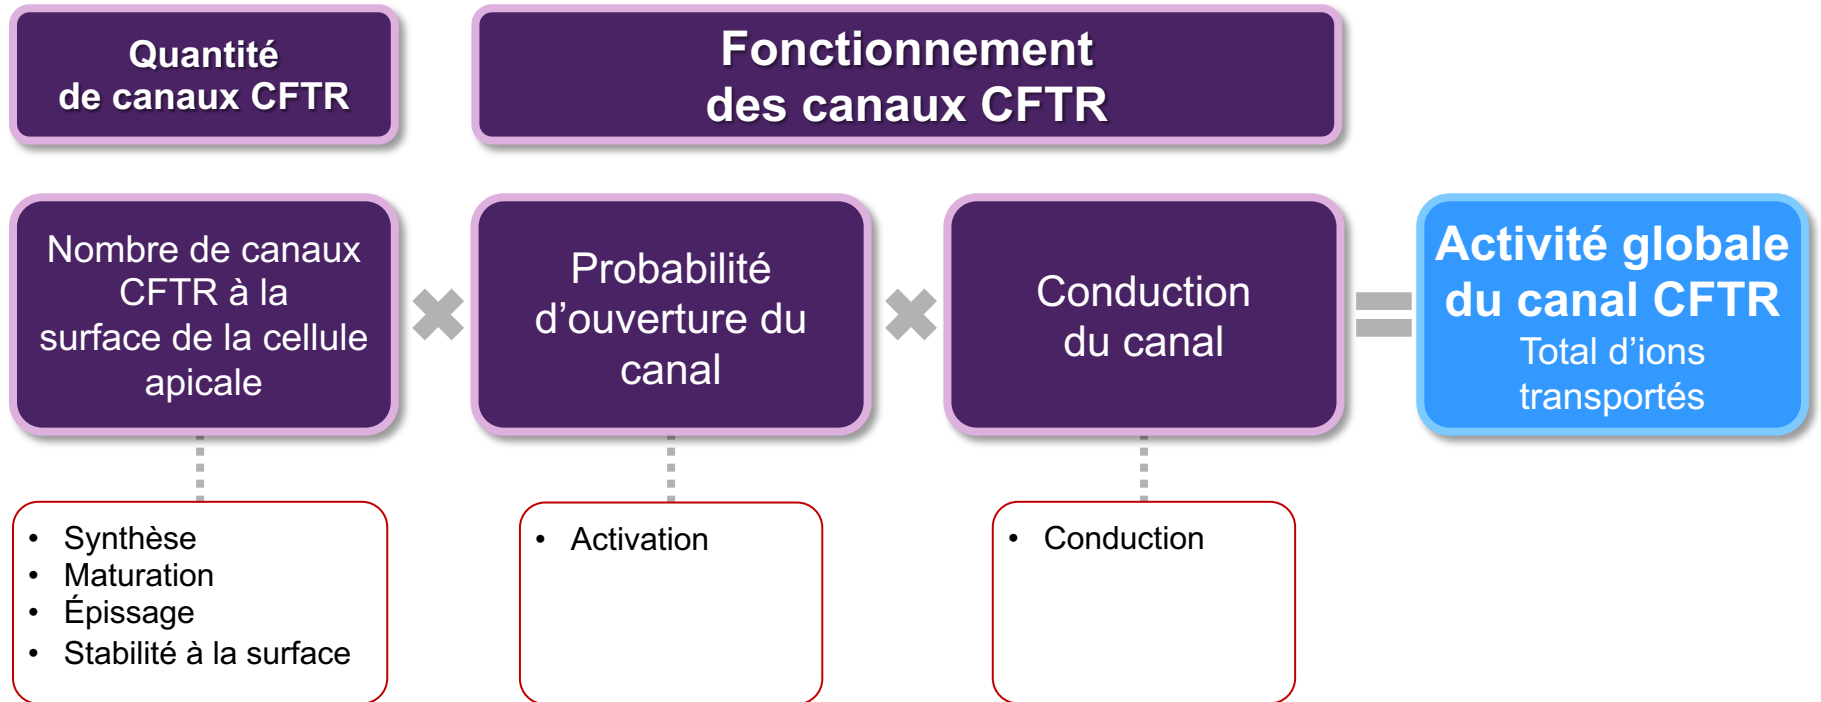 Quantité
de canaux CFTR
Fonctionnement
des canaux CFTR
Nombre de canaux
CFTR à la
surface de la cellule
apicale
Probabilité
d’ouverture du
canal
Conduction
du canal
Activité globale
du canal CFTR
Total d’ions
transportés
• Synthèse
• Maturation
• Épissage
• Stabilité à la surface
• Activation
• Conduction